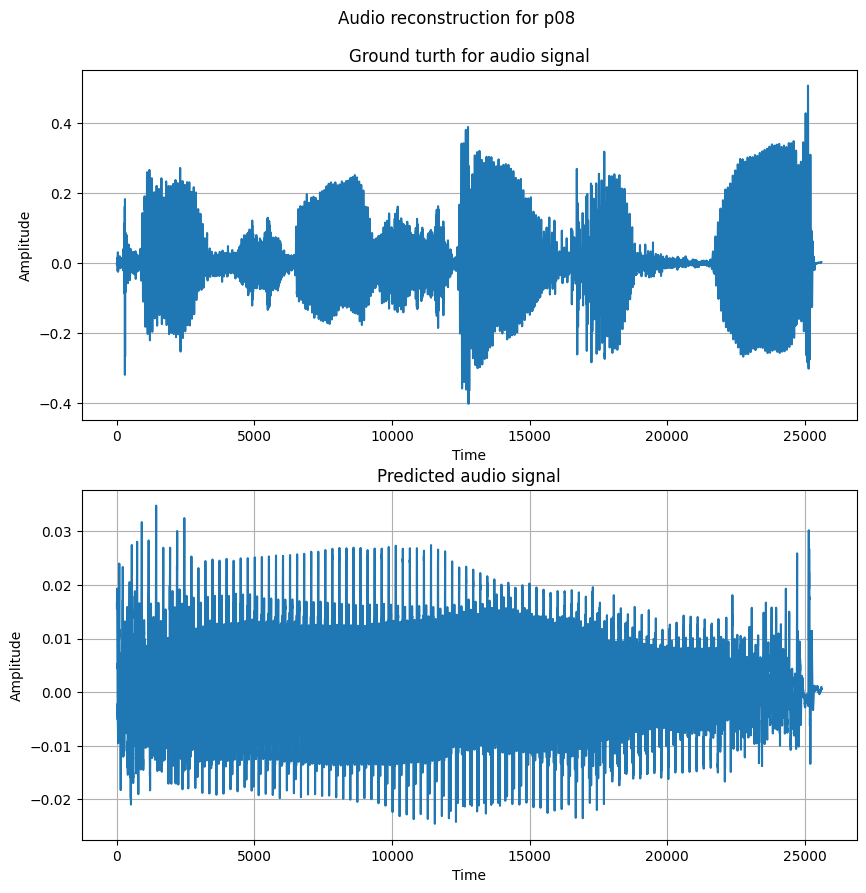 Audio reconstruction for p08
Ground turth for audio signal
0.4
0.2
0.0
−0.2
−0.4
Amplitude
0 5000 10000 15000 20000 25000
Time
Predicted audio signal
0.03
0.02
0.01
0.00
−0.01
−0.02
Amplitude
0 5000 10000 15000 20000 25000
Time